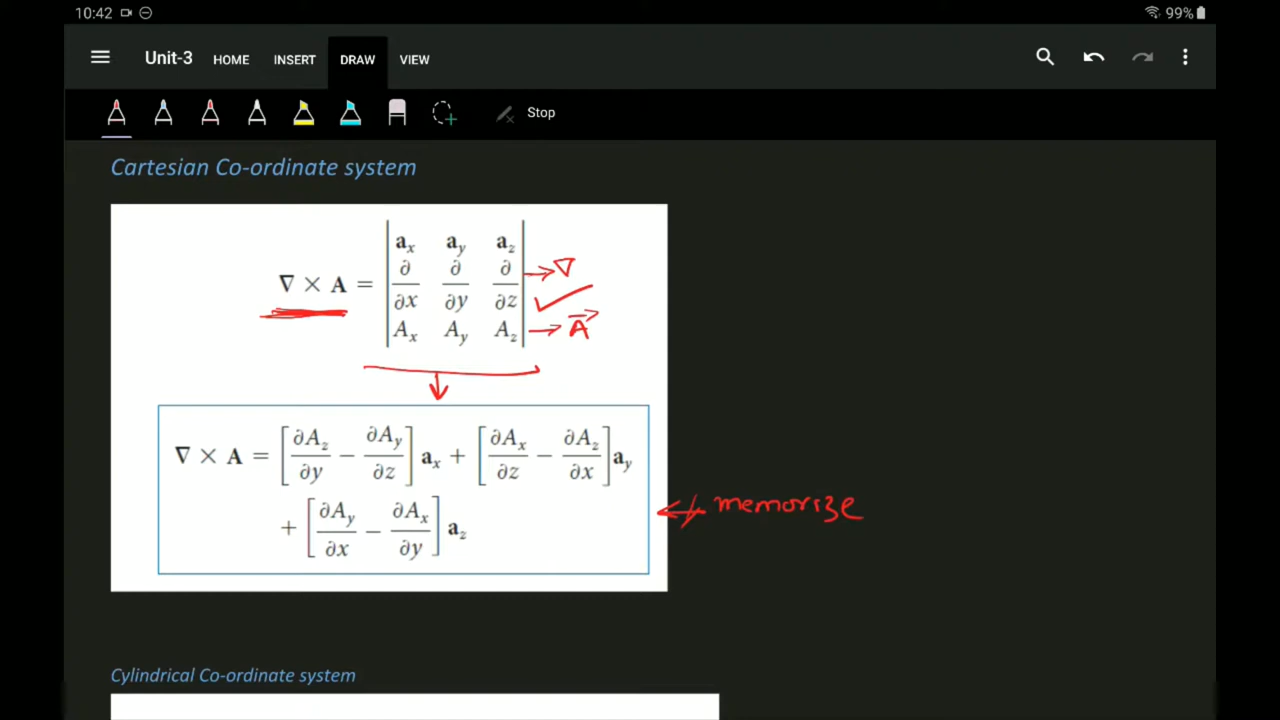 10:42 99%
Unit-3 HOME INSERT DRAW VIEW
Stop
Cartesian Co-ordinate system
∇ × A = | a_x a_y a_z |
| ∂/∂x ∂/∂y ∂/∂z | → ∇
| A_x A_y A_z | → A⃗
∇ × A = [∂A_z/∂y − ∂A_y/∂z] a_x + [∂A_x/∂z − ∂A_z/∂x] a_y
+ [∂A_y/∂x − ∂A_x/∂y] a_z
memorize
Cylindrical Co-ordinate system